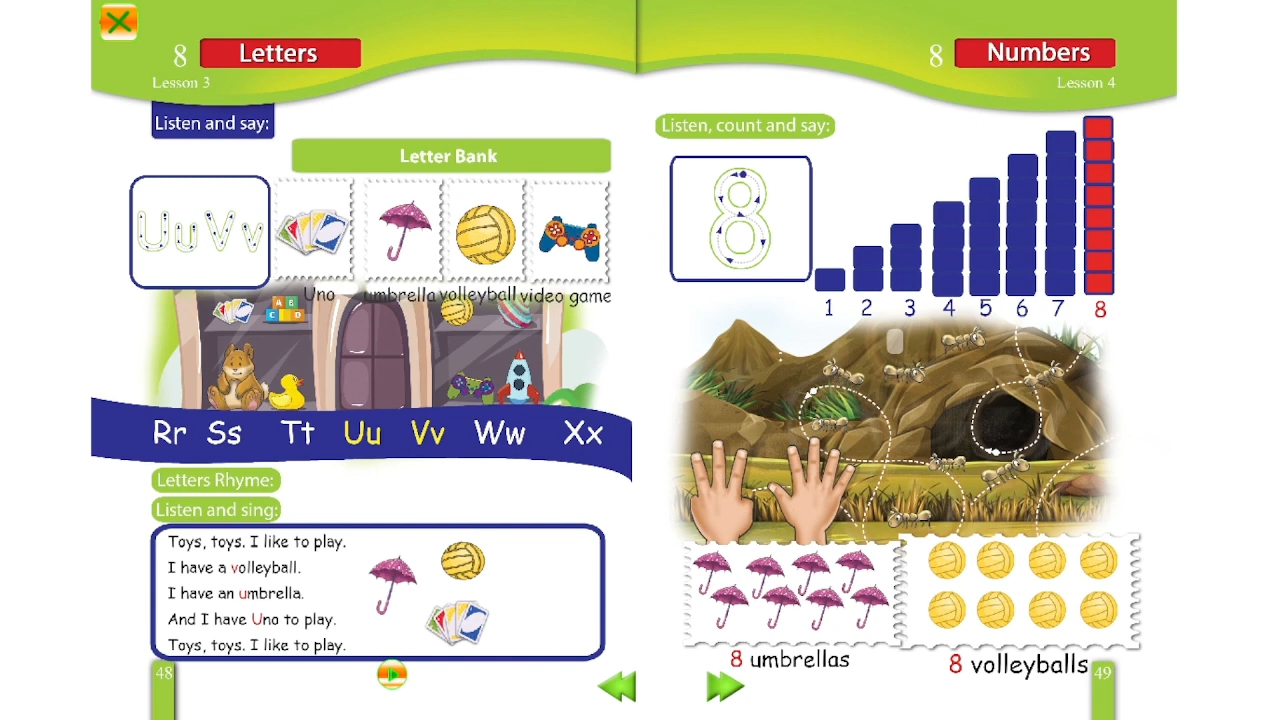 8 Letters
Lesson 3
Listen and say:
Letter Bank
Uu Vv
Uno umbrella volleyball video game
A B
C D
Rr Ss Tt Uu Vv Ww Xx
Letters Rhyme:
Listen and sing:
Toys, toys. I like to play.
I have a volleyball.
I have an umbrella.
And I have Uno to play.
Toys, toys. I like to play.
48
8 Numbers
Lesson 4
Listen, count and say:
8
1 2 3 4 5 6 7 8
8 umbrellas
8 volleyballs
49